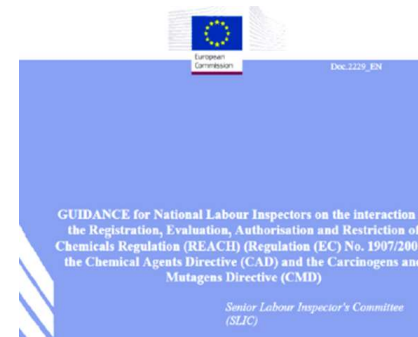 European
Commission
Doc.2229_EN
GUIDANCE for National Labour Inspectors on the interaction
the Registration, Evaluation, Authorisation and Restriction of
Chemicals Regulation (REACH) (Regulation (EC) No. 1907/200
the Chemical Agents Directive (CAD) and the Carcinogens and
Mutagens Directive (CMD)
Senior Labour Inspector's Committee
(SLIC)